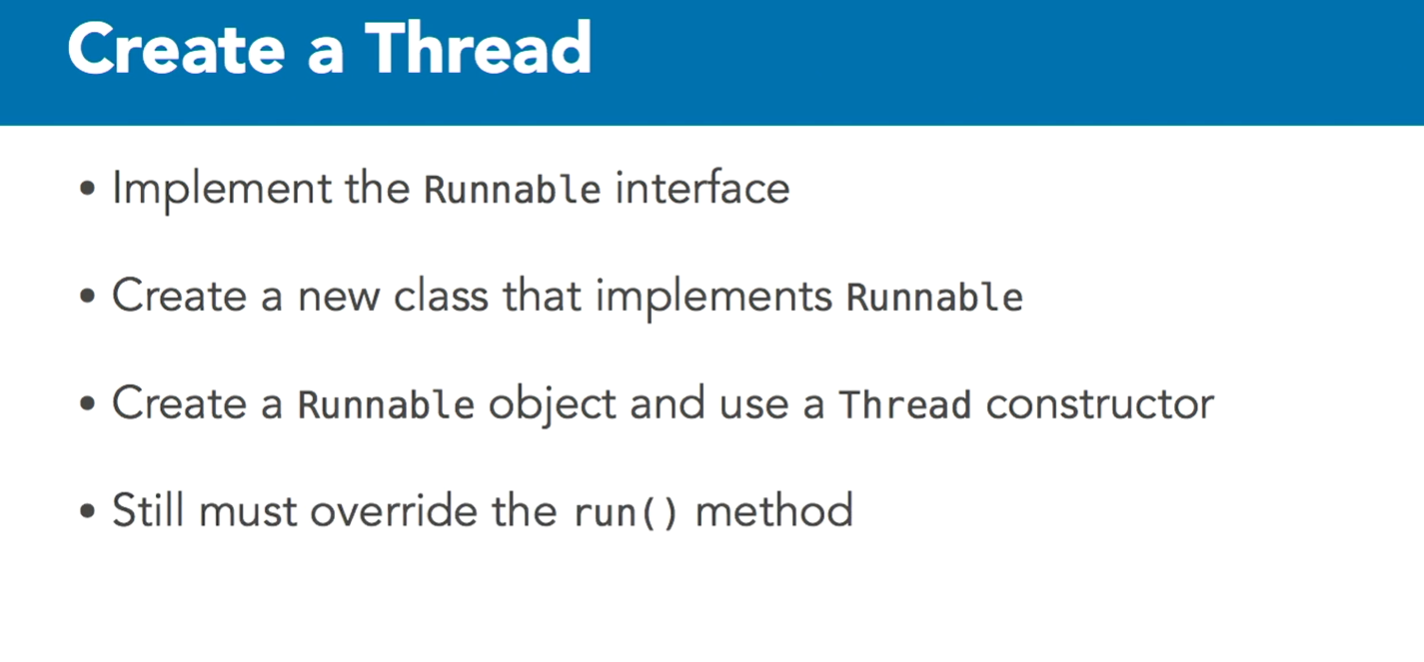 Create a Thread
• Implement the Runnable interface
• Create a new class that implements Runnable
• Create a Runnable object and use a Thread constructor
• Still must override the run() method